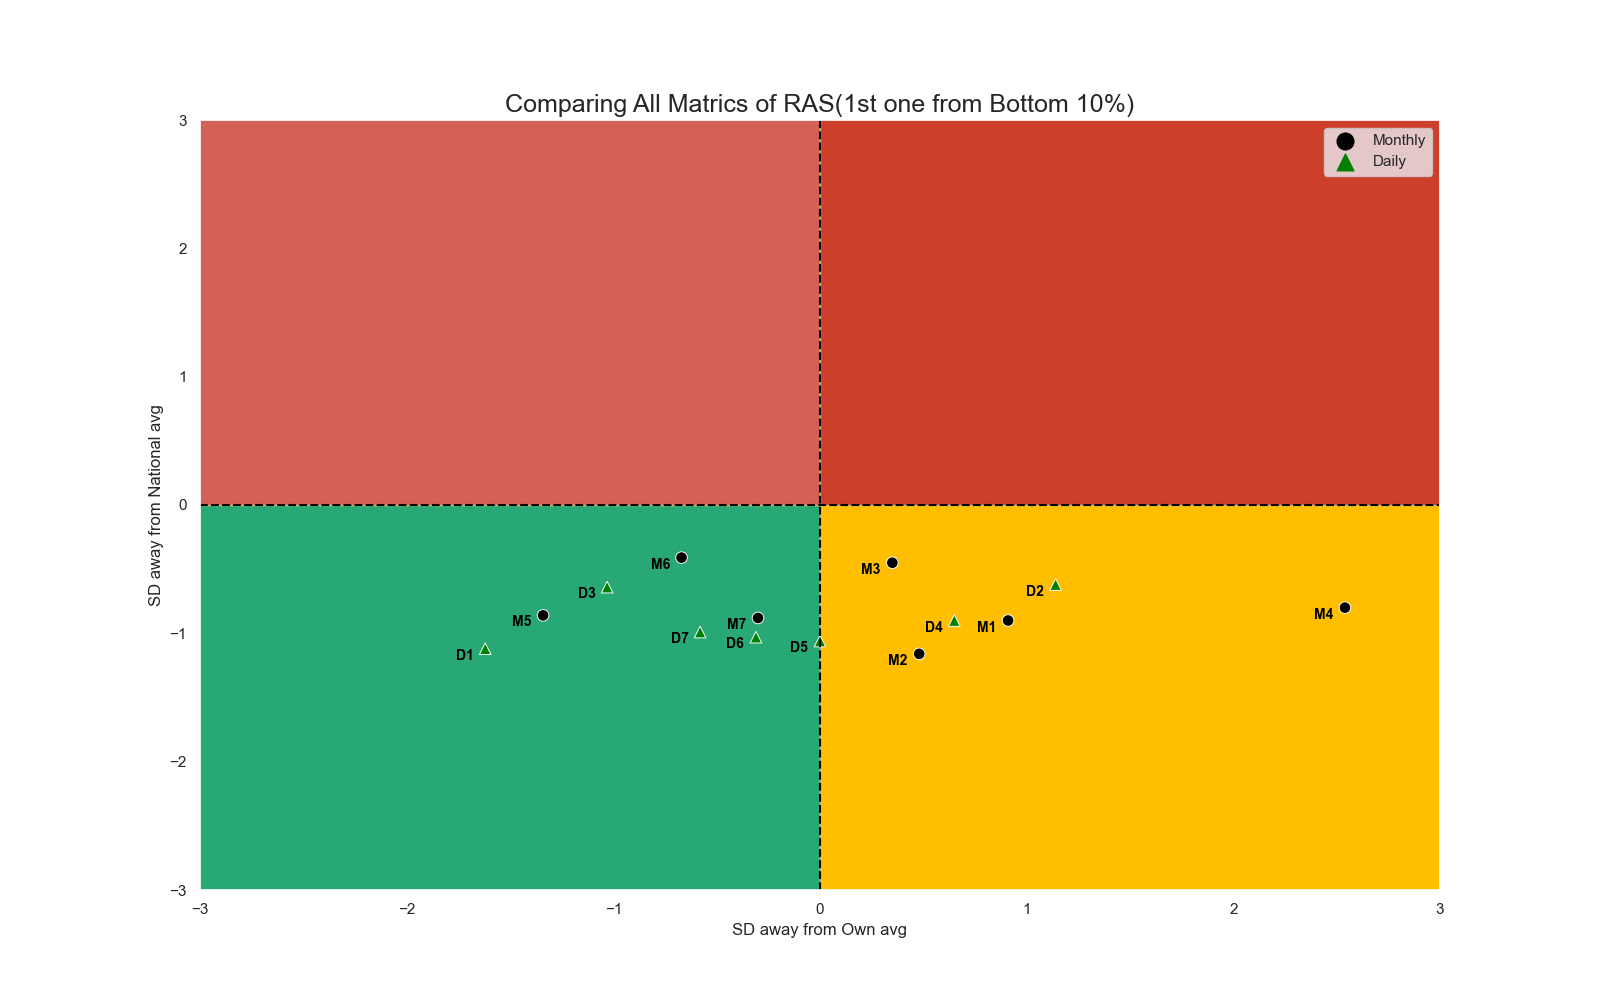 Comparing All Matrics of RAS(1st one from Bottom 10%)
Monthly
Daily
3
2
1
0
−1
−2
−3
SD away from National avg
M6
M3
D3
D2
M5
M4
M7
D7
D6
D4
M1
D5
D1
M2
−3
−2
−1
0
1
2
3
SD away from Own avg